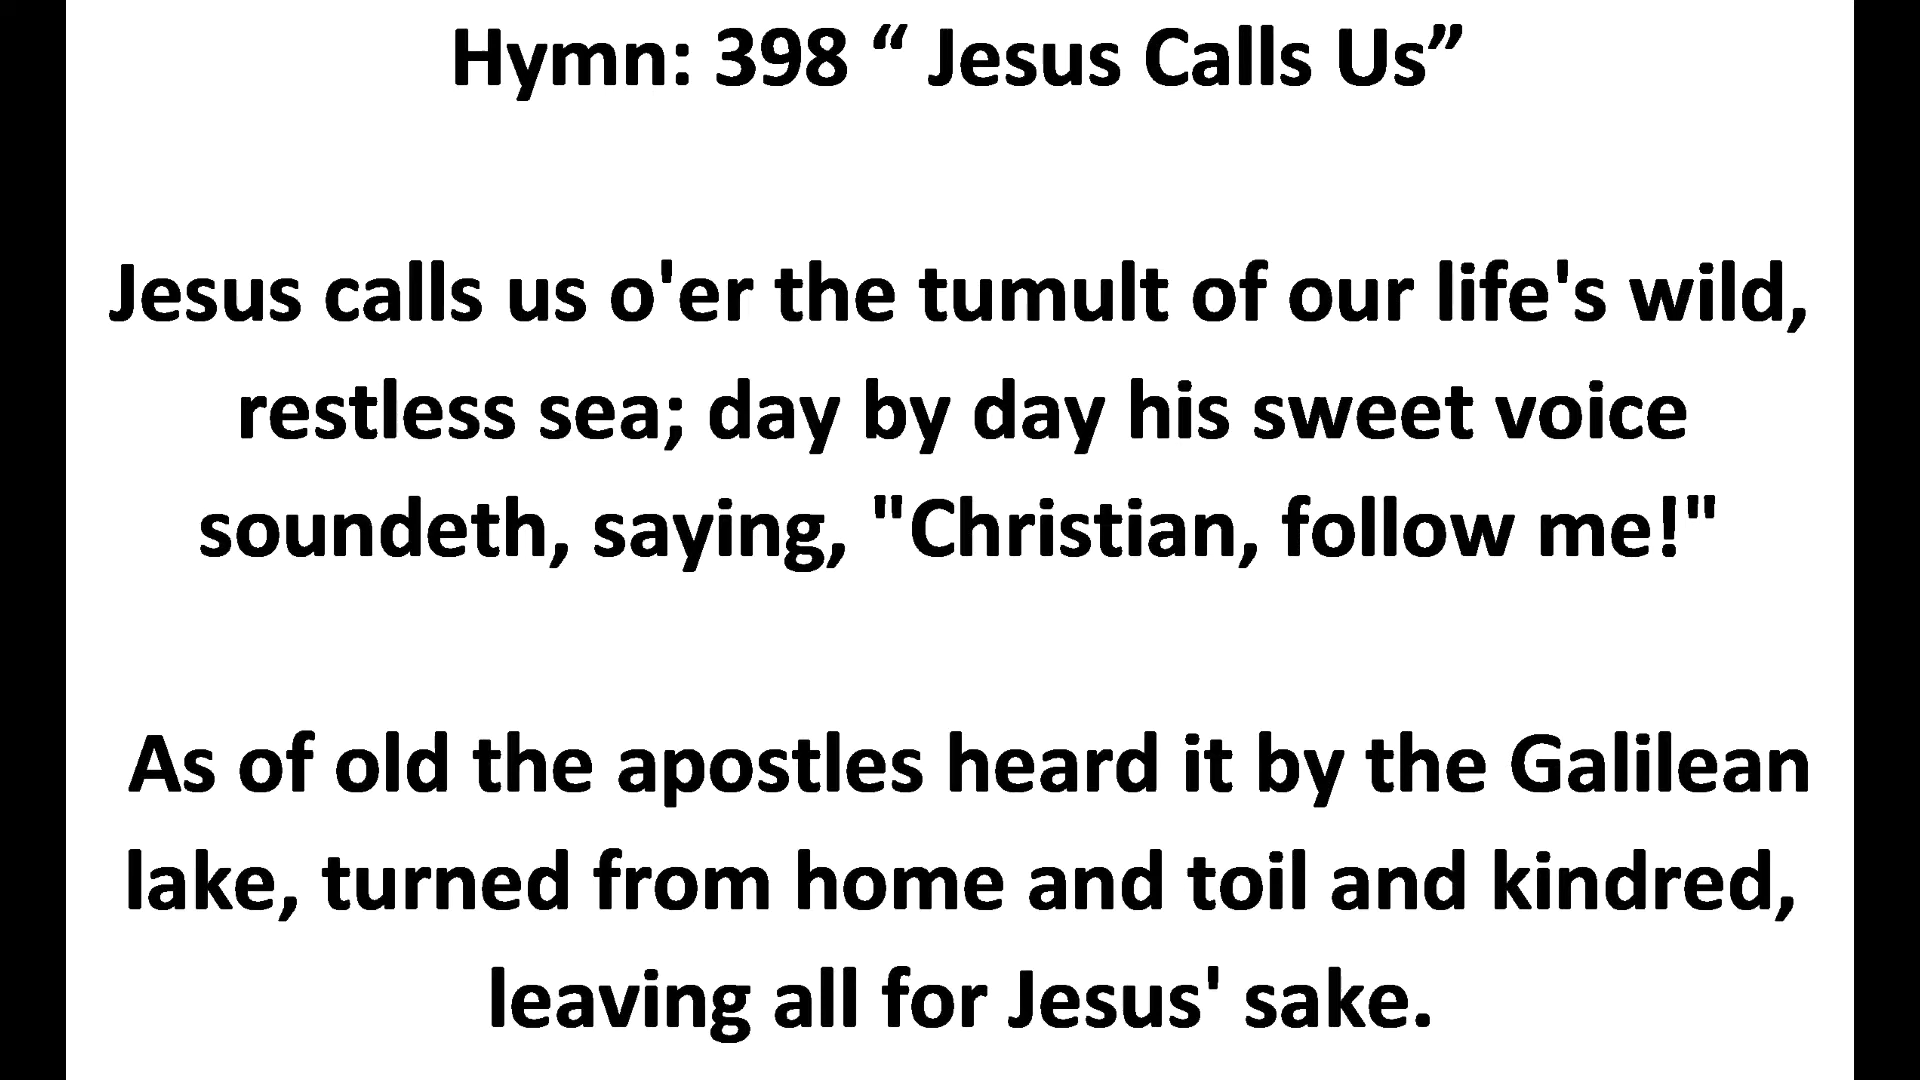 Hymn: 398 “ Jesus Calls Us”
Jesus calls us o'er the tumult of our life's wild,
restless sea; day by day his sweet voice
soundeth, saying, "Christian, follow me!"
As of old the apostles heard it by the Galilean
lake, turned from home and toil and kindred,
leaving all for Jesus' sake.